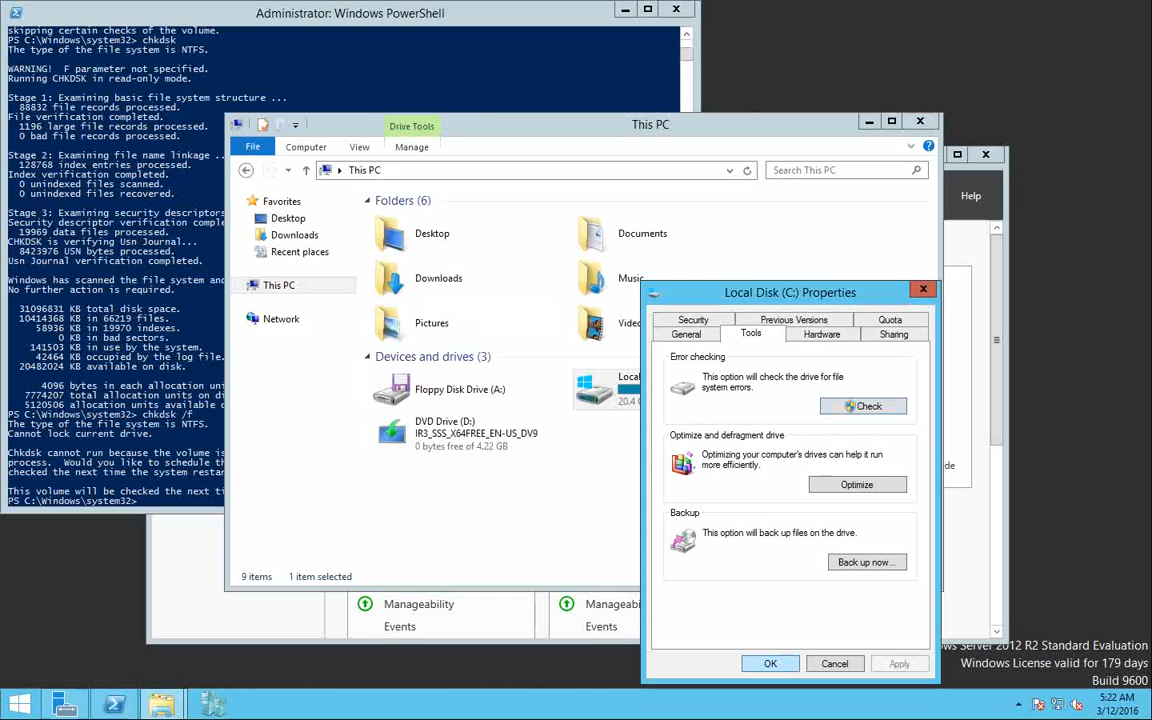 Administrator: Windows PowerShell
skipping certain checks of the volume.
PS C:\Windows\system32> chkdsk
The type of the file system is NTFS.
WARNING!  F parameter not specified.
Running CHKDSK in read-only mode.
Stage 1: Examining basic file system structure ...
88832 file records processed.
File verification completed.
1196 large file records processed.
0 bad file records processed.
Stage 2: Examining file name linkage ..
128768 index entries processed.
Index verification completed.
0 unindexed files scanned.
0 unindexed files recovered.
Stage 3: Examining security descriptors
Security descriptor verification comple
19969 data files processed.
CHKDSK is verifying Usn Journal...
8423976 USN bytes processed.
Usn Journal verification completed.
Windows has scanned the file system and
No further action is required.
31096831 KB total disk space.
10414368 KB in 66219 files.
58936 KB in 19970 indexes.
0 KB in bad sectors.
141503 KB in use by the system.
42464 KB occupied by the log file.
20482024 KB available on disk.
4096 bytes in each allocation uni
7774207 total allocation units on di
5120506 allocation units available o
PS C:\Windows\system32> chkdsk /f
The type of the file system is NTFS.
Cannot lock current drive.
Chkdsk cannot run because the volume is
process.  Would you like to schedule th
checked the next time the system restar
This volume will be checked the next ti
PS C:\Windows\system32>
Drive Tools
This PC
File
Computer
View
Manage
This PC
Search This PC
Favorites
Desktop
Downloads
Recent places
This PC
Network
Folders (6)
Desktop
Documents
Downloads
Music
Pictures
Video
Devices and drives (3)
Floppy Disk Drive (A:)
Local
20.4
DVD Drive (D:)
IR3_SSS_X64FREE_EN-US_DV9
0 bytes free of 4.22 GB
9 items
1 item selected
Help
de
Local Disk (C:) Properties
Security
Previous Versions
Quota
General
Tools
Hardware
Sharing
Error checking
This option will check the drive for file
system errors.
Check
Optimize and defragment drive
Optimizing your computer's drives can help it run
more efficiently.
Optimize
Backup
This option will back up files on the drive.
Back up now...
OK
Cancel
Apply
Manageability
Events
Manageabi
Events
ws Server 2012 R2 Standard Evaluation
Windows License valid for 179 days
Build 9600
5:22 AM
3/12/2016